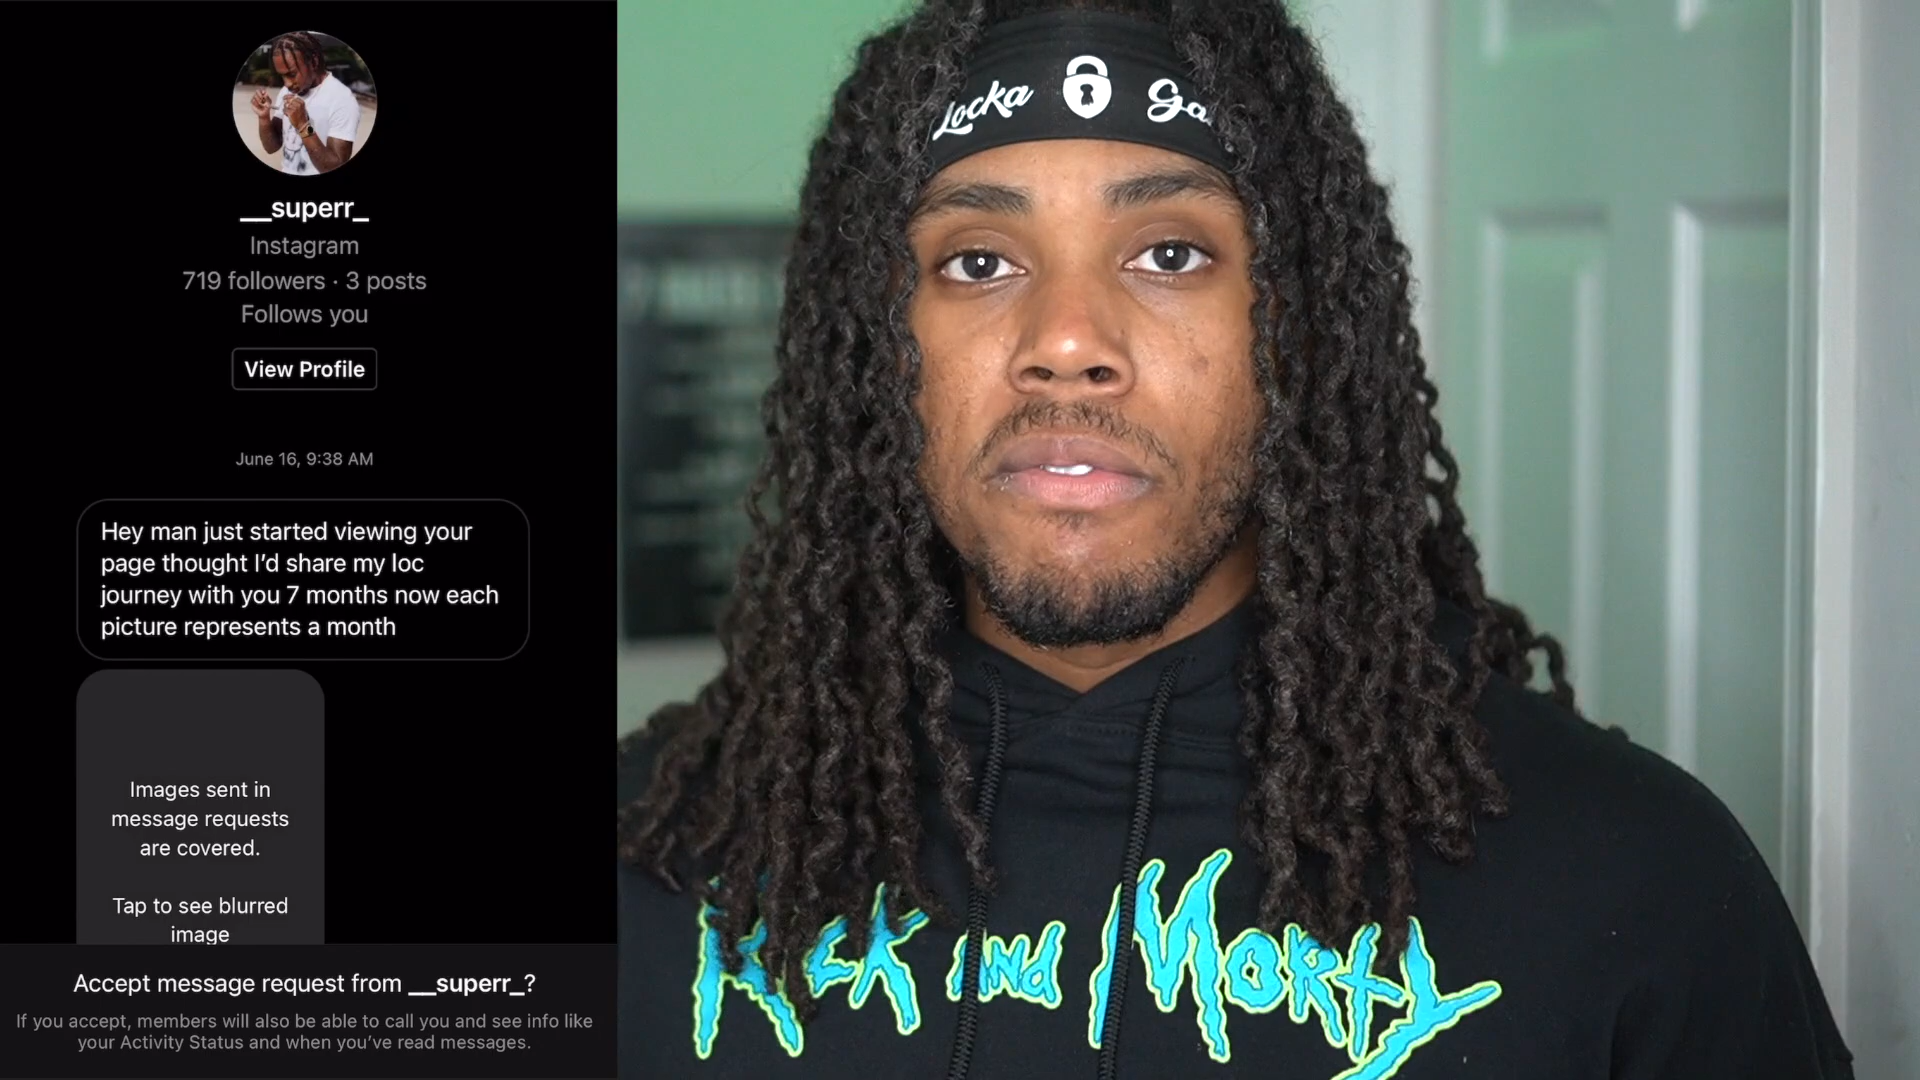 __superr_
Instagram
719 followers · 3 posts
Follows you
View Profile
June 16, 9:38 AM
Hey man just started viewing your
page thought I'd share my loc
journey with you 7 months now each
picture represents a month
Images sent in
message requests
are covered.
Tap to see blurred
image
Accept message request from __superr_?
If you accept, members will also be able to call you and see info like
your Activity Status and when you've read messages.
Locka
Rick and Morty